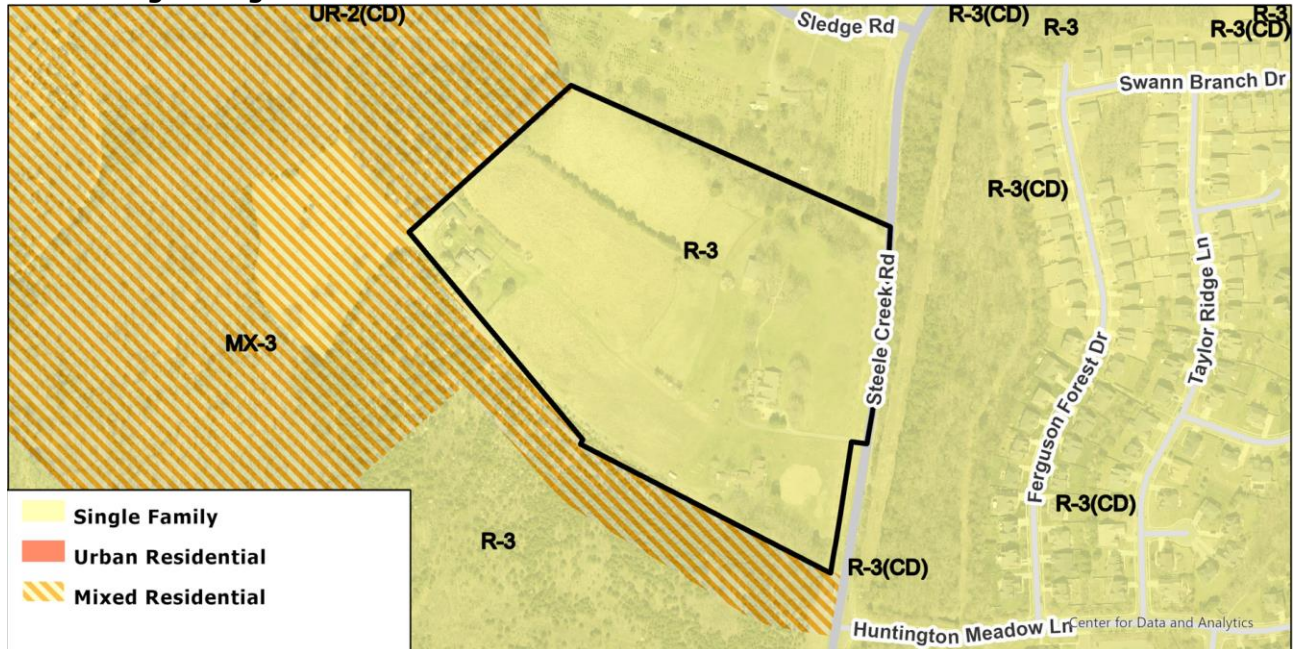 UR-2(CD)
Sledge Rd
R-3(CD)
R-3
R-3
R-3(CD)
Swann Branch Dr
R-3(CD)
R-3
Steele Creek Rd
Taylor Ridge Ln
MX-3
Ferguson Forest Dr
R-3(CD)
Single Family
Urban Residential
Mixed Residential
R-3
R-3(CD)
Huntington Meadow Ln
Center for Data and Analytics